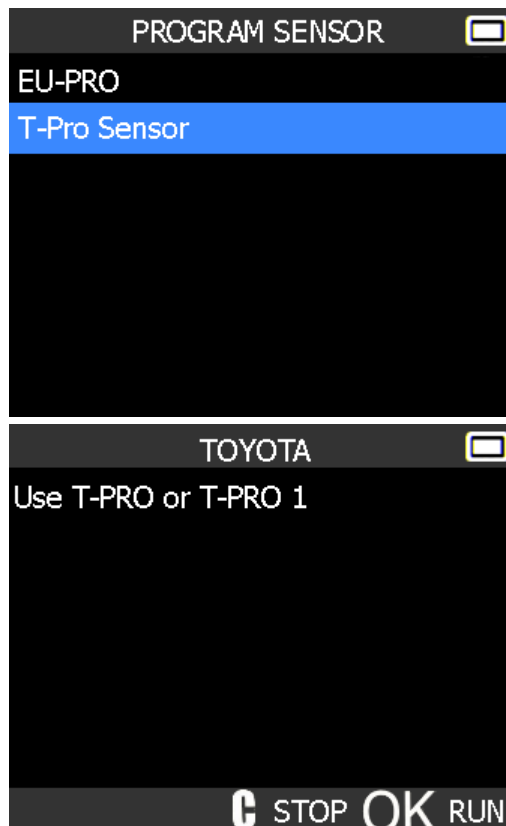 PROGRAM SENSOR
EU-PRO
T-Pro Sensor
TOYOTA
Use T-PRO or T-PRO 1
C STOP OK RUN